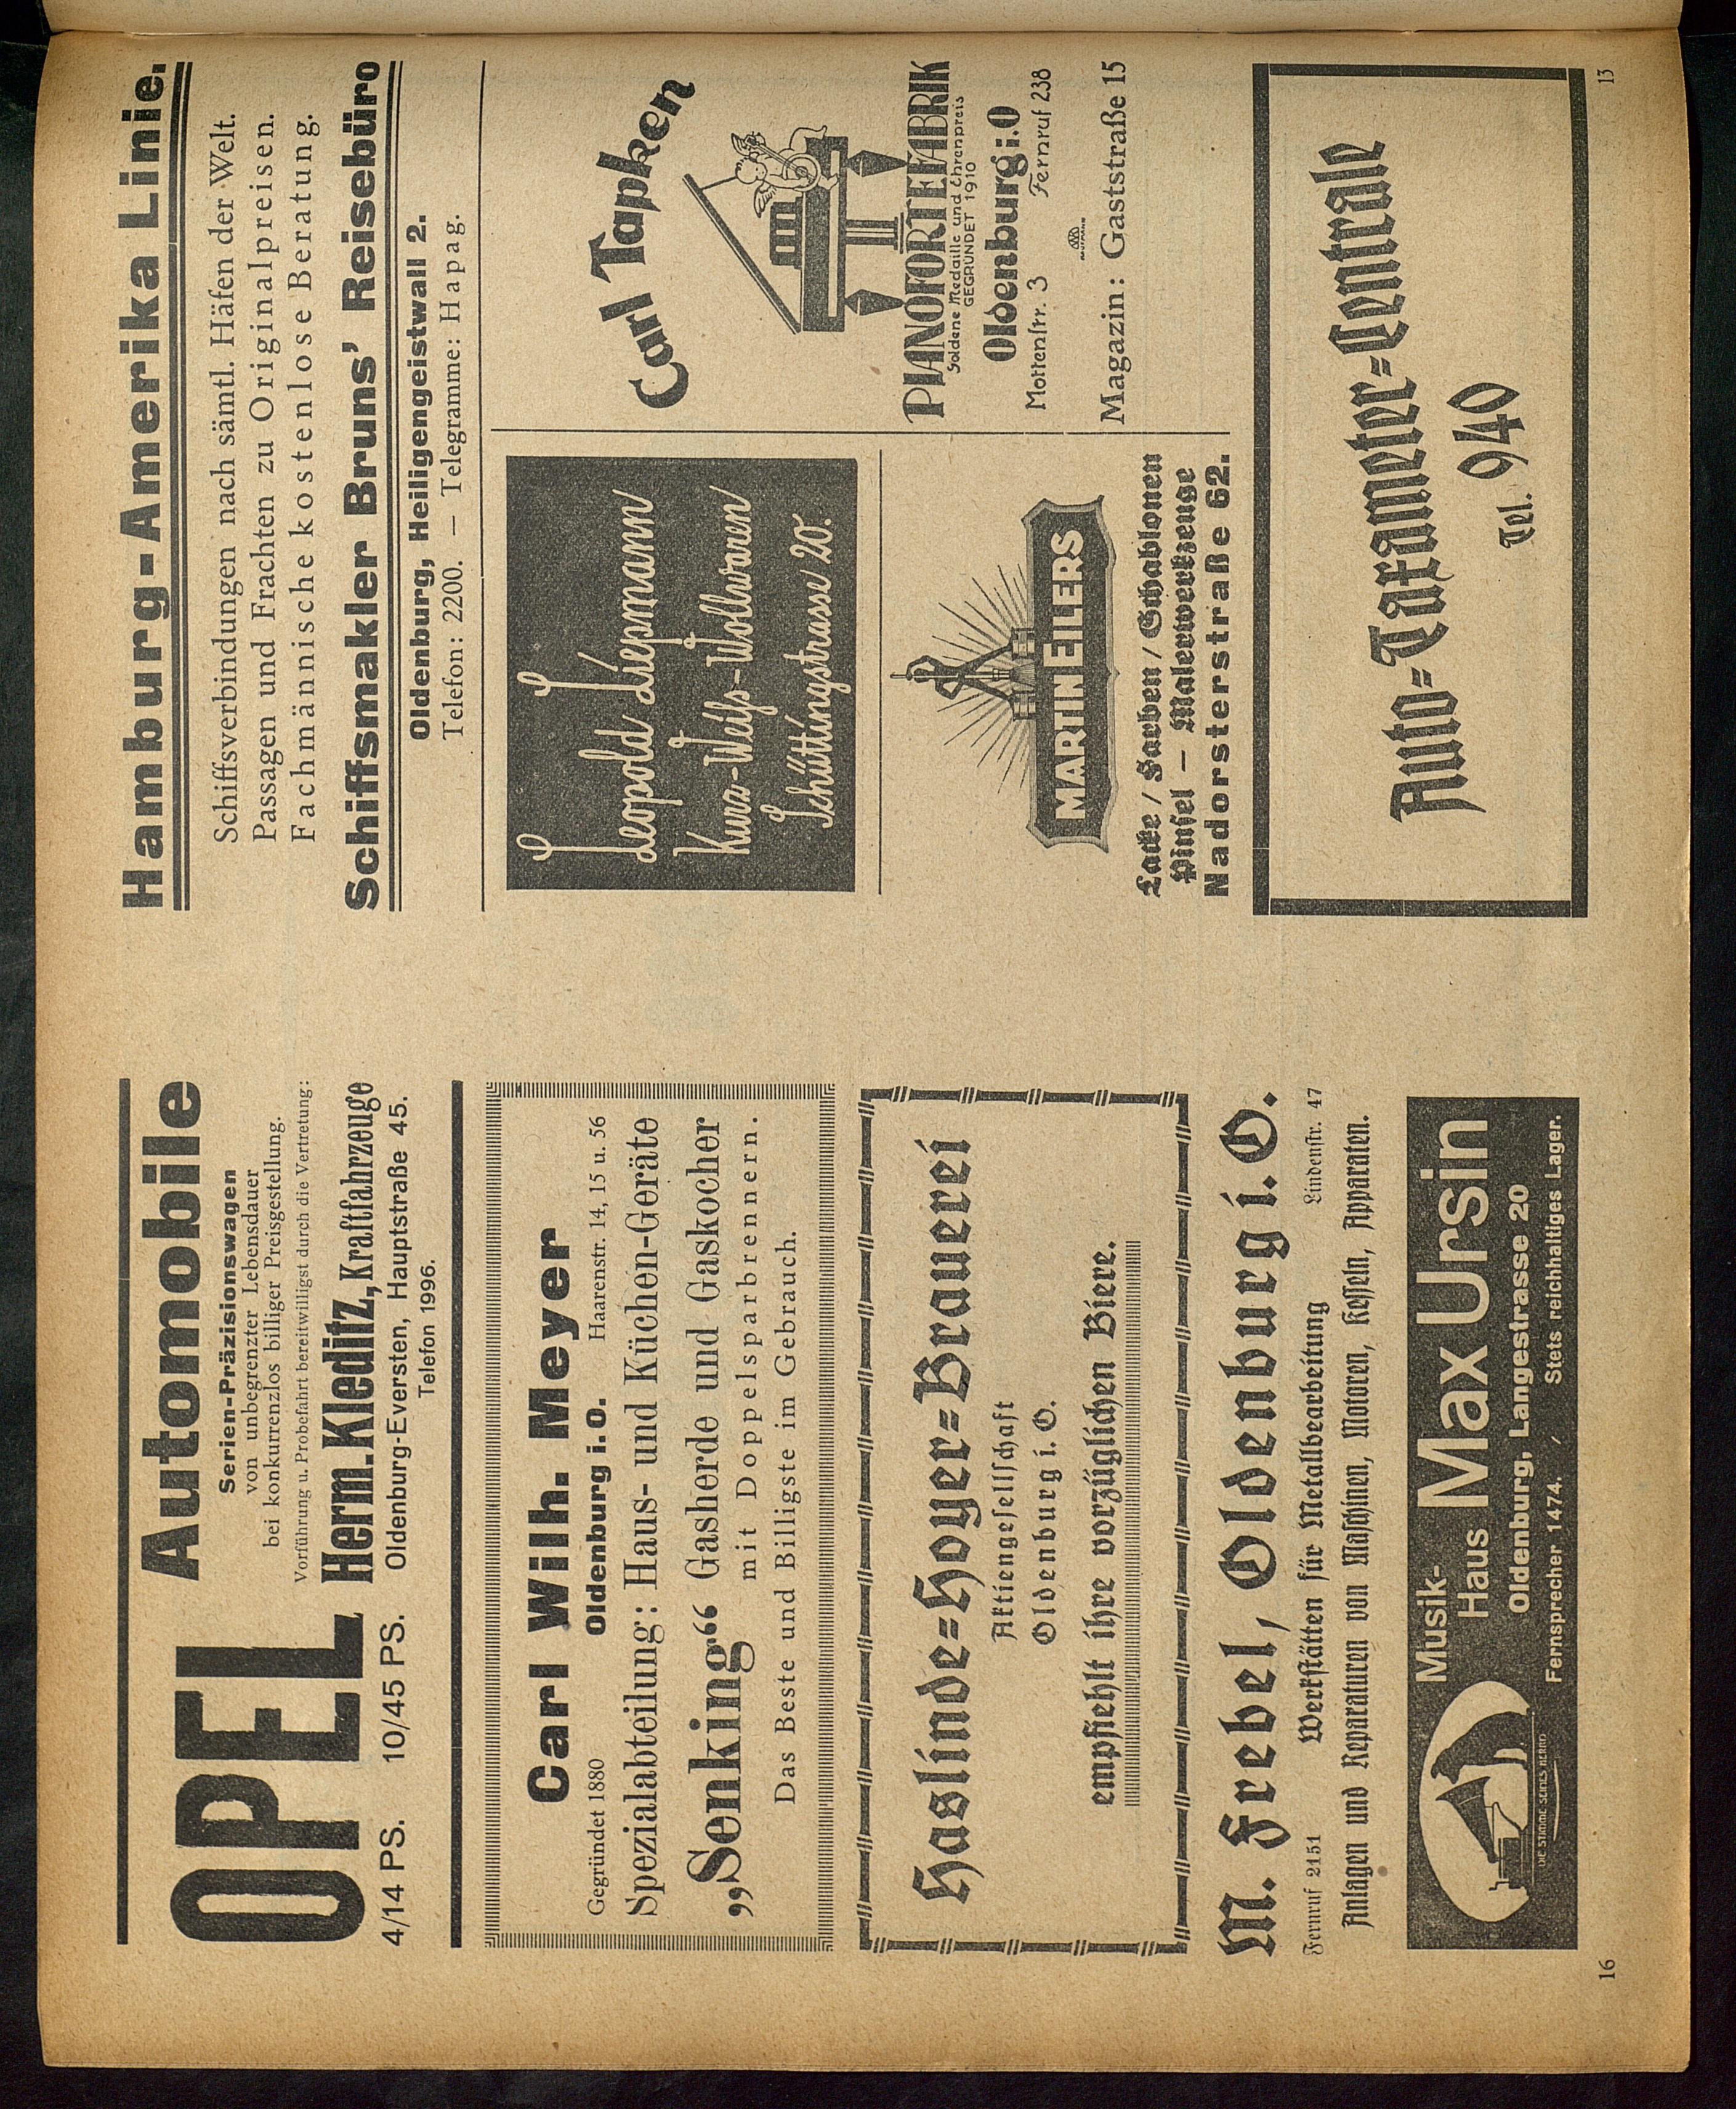 OPEL Automobile
Serien-Präzisionswagen
von unbegrenzter Lebensdauer
bei konkurrenzlos billiger Preisgestellung.
Vorführung u. Probefahrt bereitwilligst durch die Vertretung:
Herm. Kleditz, Kraftfahrzeuge
4/14 PS. 10/45 PS. Oldenburg-Eversten, Hauptstraße 45.
Telefon 1996.
Carl Wilh. Meyer
Gegründet 1880 Oldenburg i.O. Haarenstr. 14, 15 u. 56
Spezialabteilung: Haus- und Küchen-Geräte
„Senking“ Gasherde und Gaskocher
mit Doppelsparbrennern.
Das Beste und Billigste im Gebrauch.
Haslinde=Hoyer=Brauerei
Aktiengesellschaft
Oldenburg i. O.
empfiehlt ihre vorzüglichen Biere.
M. Frebel, Oldenburg i. O.
Fernruf 2151 Werkstätten für Metallbearbeitung Lindenstr. 47
Anlagen und Reparaturen von Maschinen, Motoren, Kesseln, Apparaten.
Musik-
Haus Max Ursin
Oldenburg, Langestrasse 20
Fernsprecher 1474. / Stets reichhaltiges Lager.
DIE STIMME SEINES HERRN
16
Hamburg-Amerika Linie.
Schiffsverbindungen nach sämtl. Häfen der Welt.
Passagen und Frachten zu Originalpreisen.
Fachmännische kostenlose Beratung.
Schiffsmakler Bruns' Reisebüro
Oldenburg, Heiligengeistwall 2.
Telefon: 2200. — Telegramme: Hapag.
Leopold Liepmann
Kurz-Weiß-Wollwaren
Schüttingstrasse 20.
MARTIN EILERS
Lacke / Farben / Schablonen
Pinsel — Malerwerkzeuge
Nadorsterstraße 62.
Carl Tapken
PIANOFORTEFABRIK
Goldene Medaille und Ehrenpreis
GEGRÜNDET 1910
Oldenburg i.O
Mottenstr. 3 Fernruf 238
Magazin: Gaststraße 15
Auto=Taxameter=Centrale
Tel. 940
13